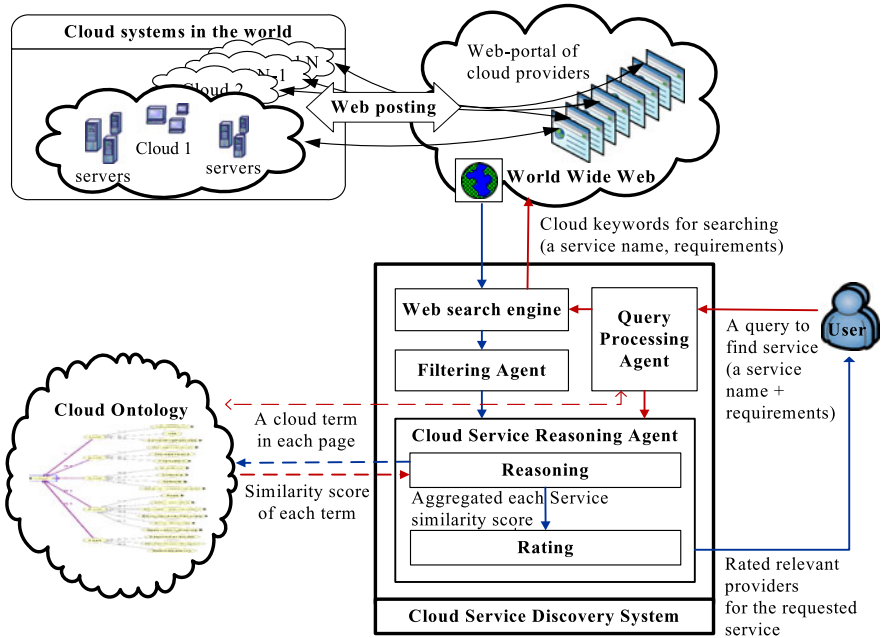 Cloud systems in the world
N
N-1
Cloud 2
Cloud 1
servers
servers
Web posting
Web-portal of
cloud providers
World Wide Web
Cloud keywords for searching
(a service name, requirements)
Web search engine
Query
Processing
Agent
Filtering Agent
User
A query to
find service
(a service
name +
requirements)
Cloud Ontology
A cloud term
in each page
Similarity score
of each term
Cloud Service Reasoning Agent
Reasoning
Aggregated each Service
similarity score
Rating
Rated relevant
providers
for the requested
service
Cloud Service Discovery System